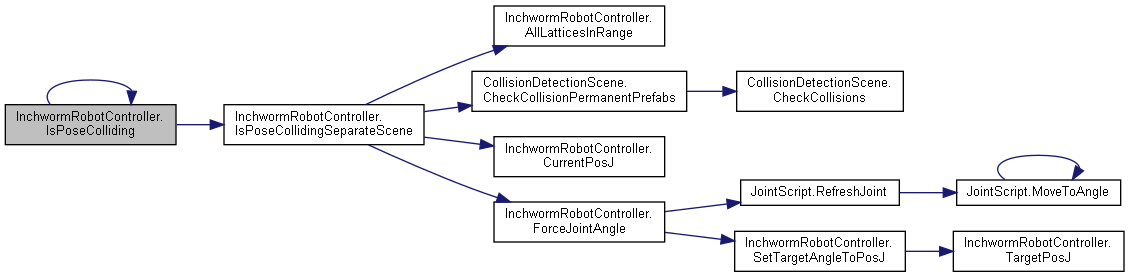 InchwormRobotController.
IsPoseColliding
InchwormRobotController.
IsPoseCollidingSeparateScene
InchwormRobotController.
AllLatticesInRange
CollisionDetectionScene.
CheckCollisionPermanentPrefabs
CollisionDetectionScene.
CheckCollisions
InchwormRobotController.
CurrentPosJ
InchwormRobotController.
ForceJointAngle
JointScript.RefreshJoint
JointScript.MoveToAngle
InchwormRobotController.
SetTargetAngleToPosJ
InchwormRobotController.
TargetPosJ